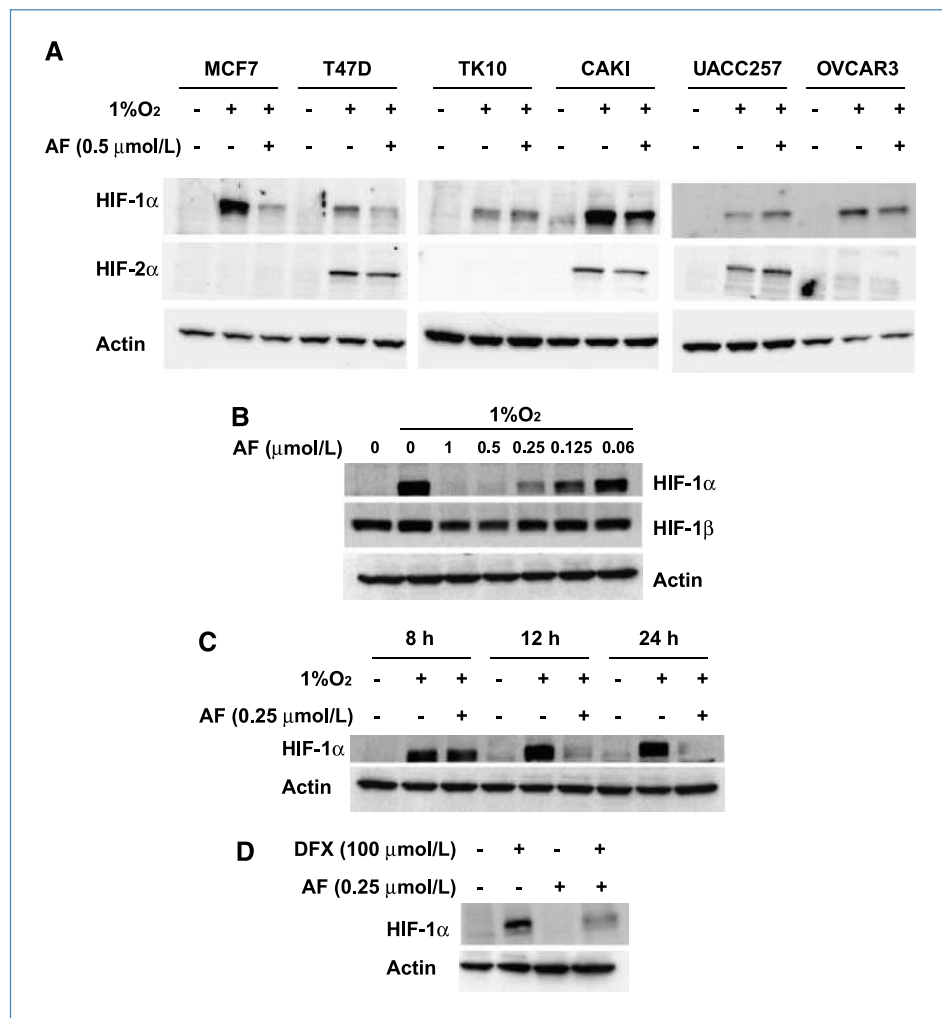 A
MCF7 T47D TK10 CAKI UACC257 OVCAR3
1%O₂ - + + - + + - + + - + + - + + - + +
AF (0.5 μmol/L) - - + - - + - - + - - + - - + - - +
HIF-1α
HIF-2α
Actin
B
1%O₂
AF (μmol/L) 0 0 1 0.5 0.25 0.125 0.06
HIF-1α
HIF-1β
Actin
C
8 h 12 h 24 h
1%O₂ - + + - + + - + +
AF (0.25 μmol/L) - - + - - + - - +
HIF-1α
Actin
D
DFX (100 μmol/L) - + - +
AF (0.25 μmol/L) - - + +
HIF-1α
Actin